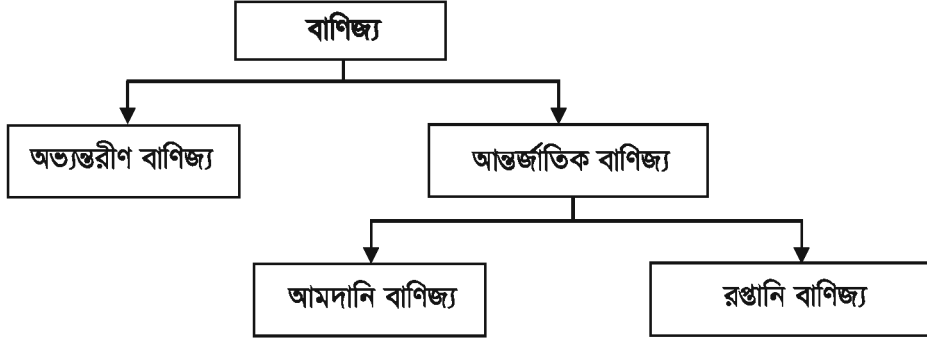 বাণিজ্য
অভ্যন্তরীণ বাণিজ্য
আন্তর্জাতিক বাণিজ্য
আমদানি বাণিজ্য
রপ্তানি বাণিজ্য